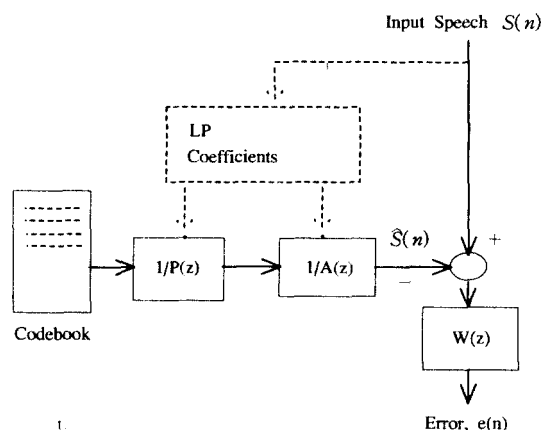 Input Speech S(n)
LP
Coefficients
Ŝ(n)
+
1/P(z)
1/A(z)
−
Codebook
W(z)
Error, e(n)